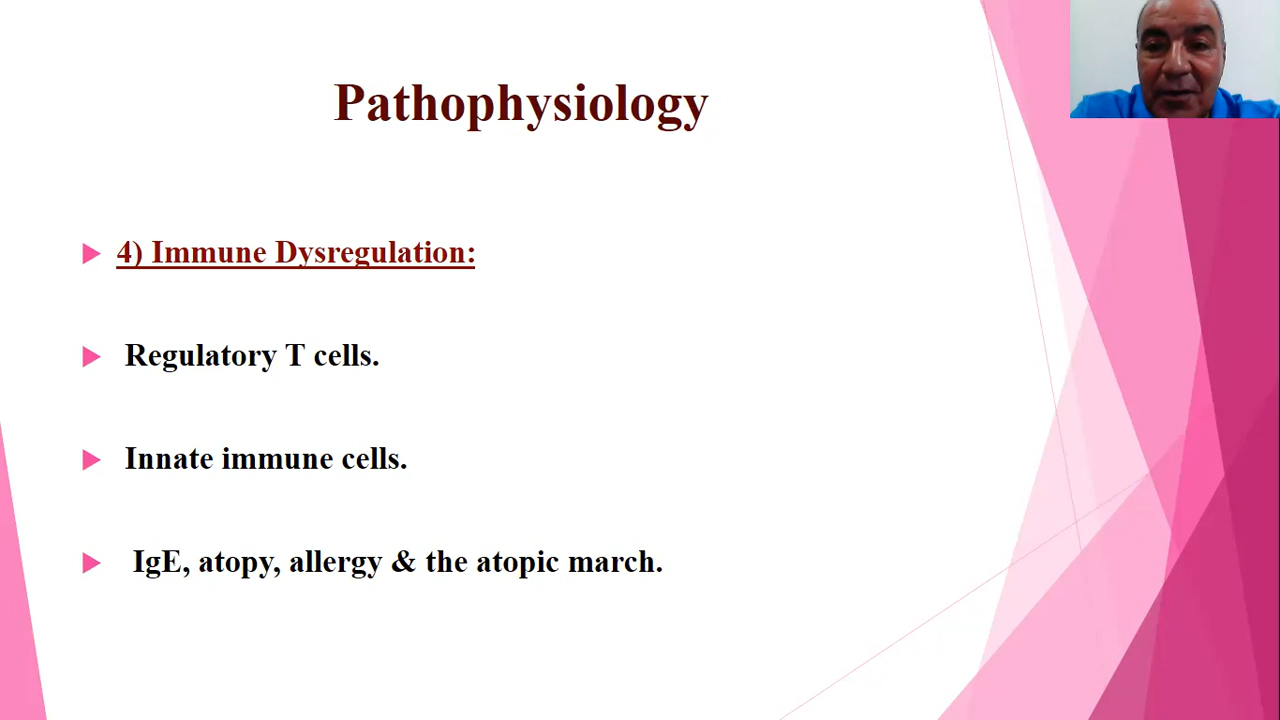 Pathophysiology
4) Immune Dysregulation:
Regulatory T cells.
Innate immune cells.
IgE, atopy, allergy & the atopic march.